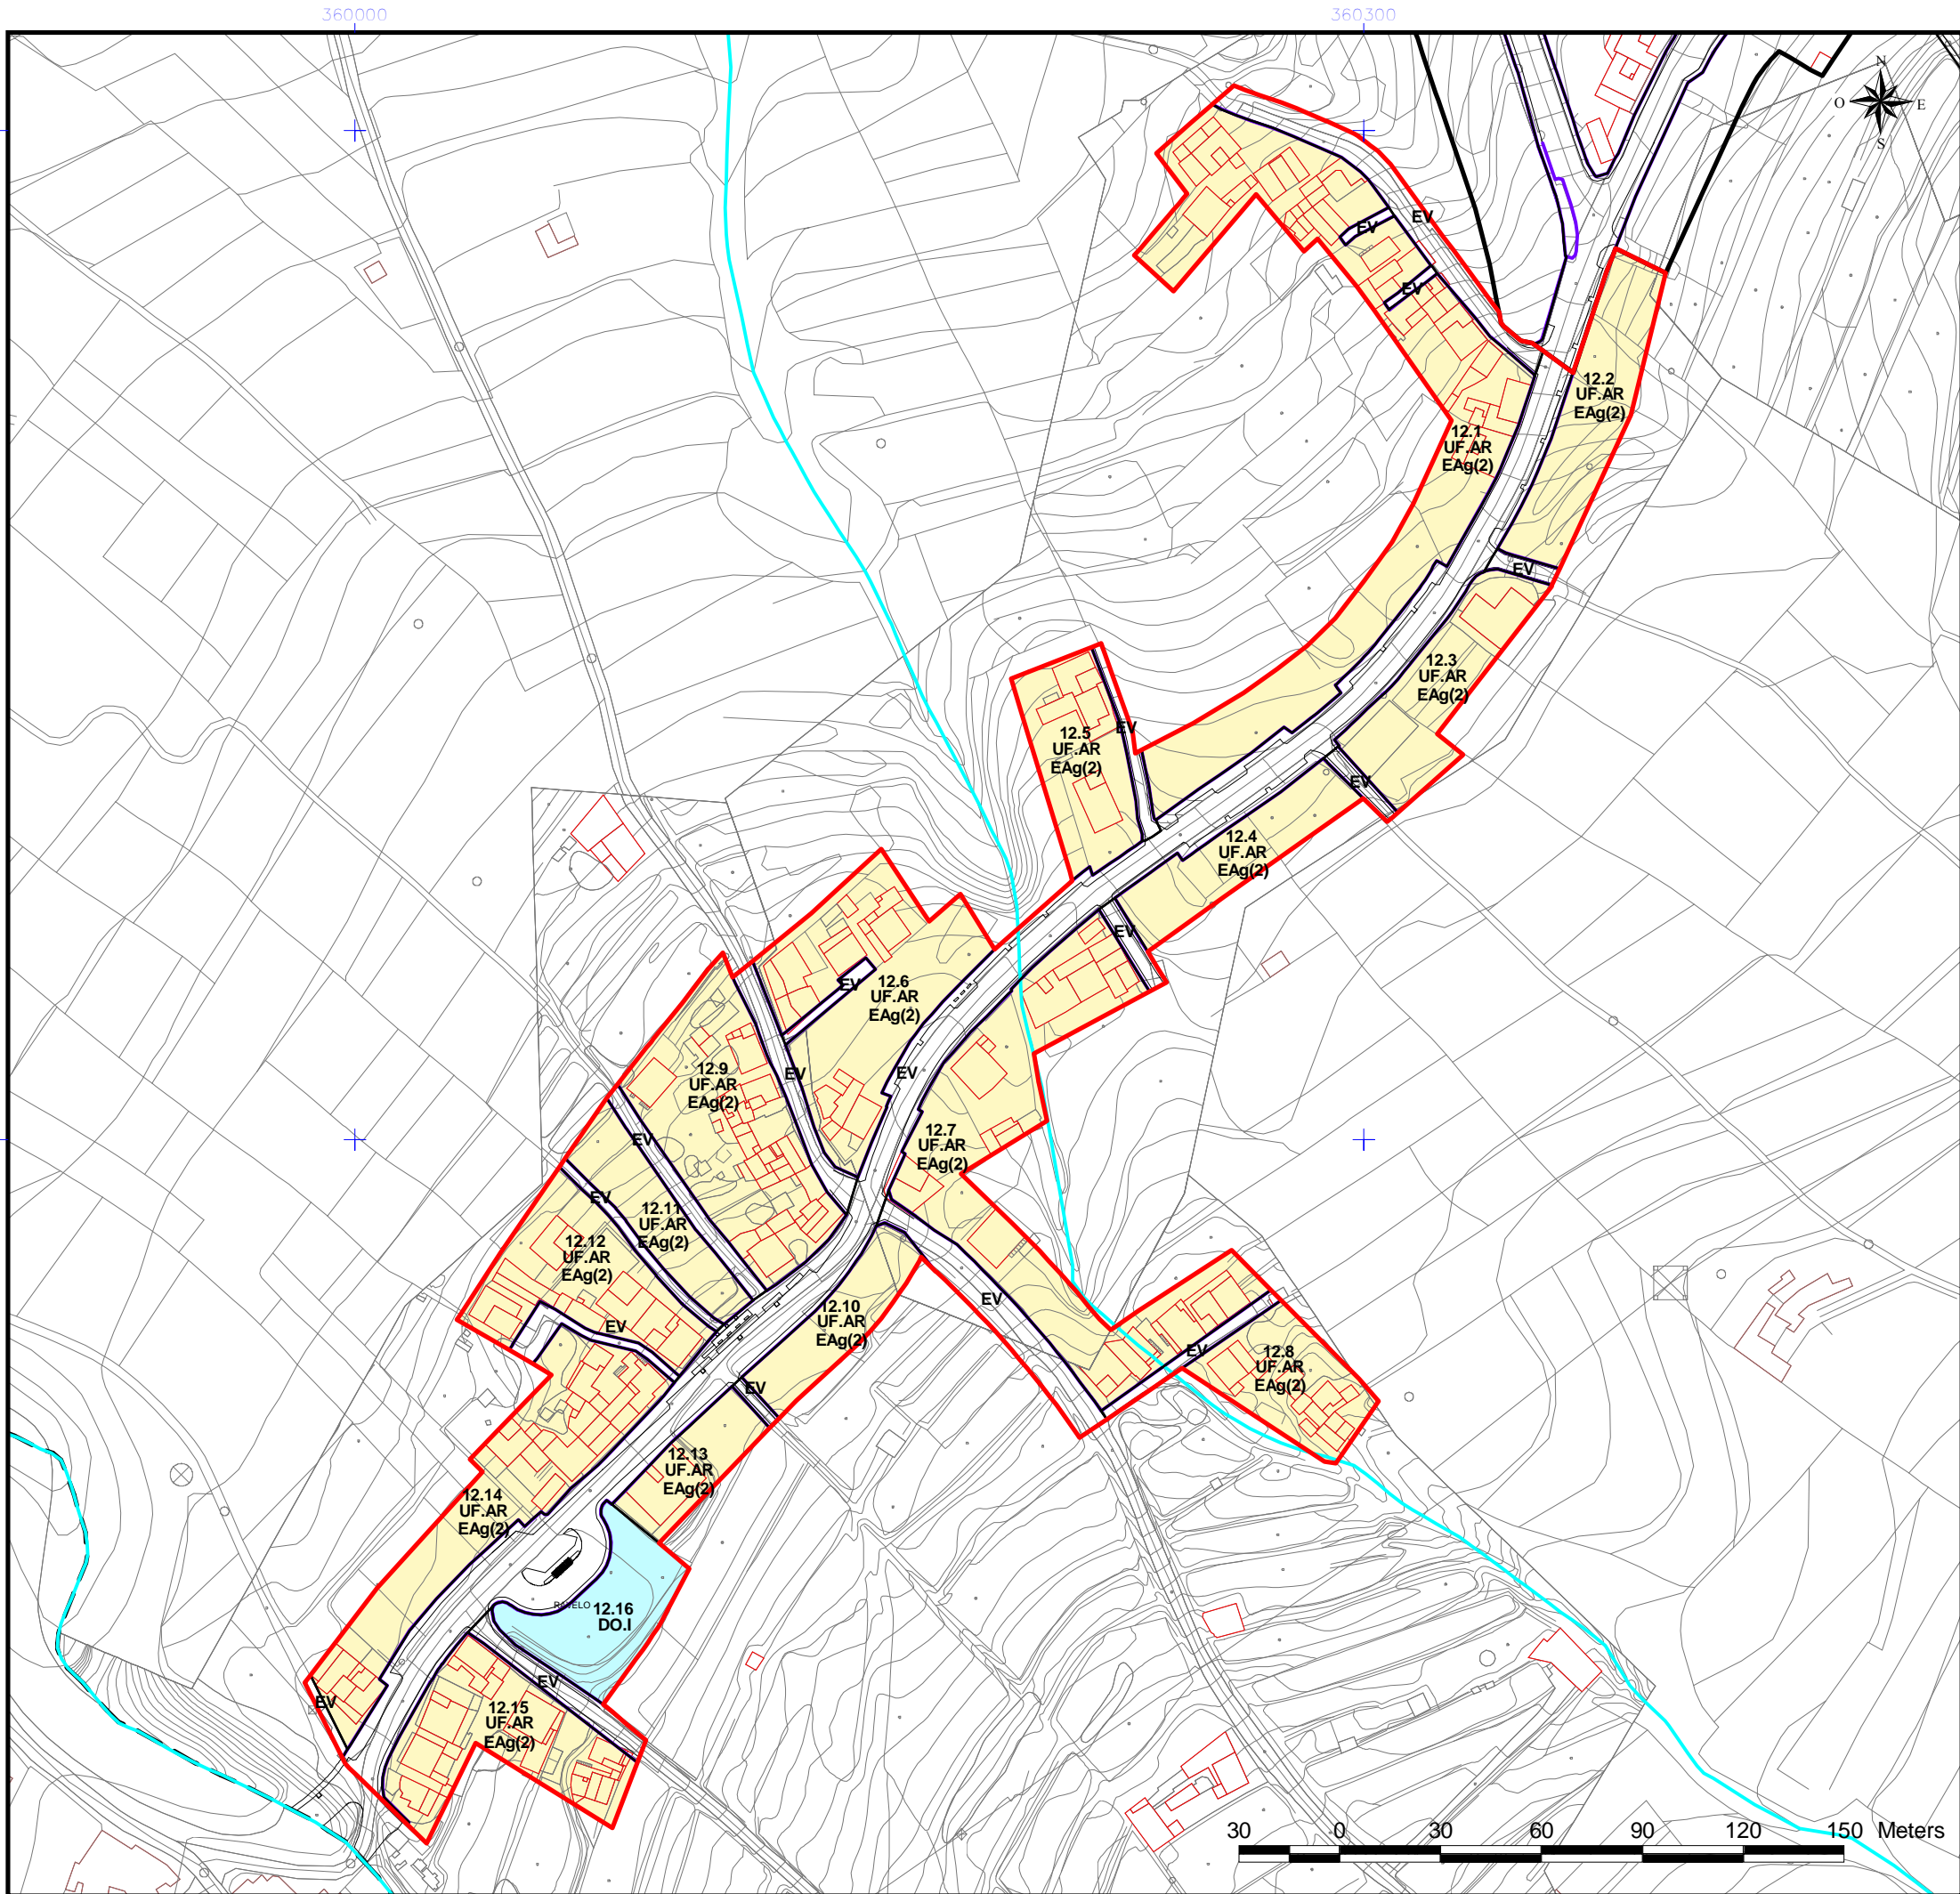 360000
360300
N
O
E
S
EV
EV
EV
12.2
UF.AR
EAg(2)
12.1
UF.AR
EAg(2)
EV
12.3
UF.AR
EAg(2)
EV
12.5
UF.AR
EAg(2)
EV
12.4
UF.AR
EAg(2)
EV
12.6
UF.AR
EAg(2)
EV
EV
EV
12.9
UF.AR
EAg(2)
12.7
UF.AR
EAg(2)
EV
EV
12.11
UF.AR
EAg(2)
12.12
UF.AR
EAg(2)
EV
EV
12.10
UF.AR
EAg(2)
EV
12.8
UF.AR
EAg(2)
EV
12.13
UF.AR
EAg(2)
12.14
UF.AR
EAg(2)
RAVELO
12.16
DO.I
EV
EV
12.15
UF.AR
EAg(2)
30 0 30 60 90 120 150 Meters